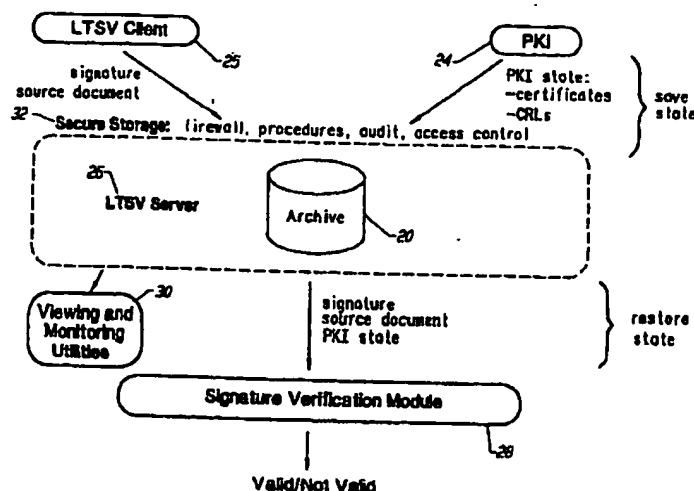 LTSV Client
25
PKI
24
signature
source document
PKI state:
-certificates
-CRLs
save
state
32
Secure Storage: firewall, procedures, audit, access control
26
LTSV Server
Archive
20
30
Viewing and
Monitoring
Utilities
signature
source document
PKI state
restore
state
Signature Verification Module
28
Valid/Not Valid